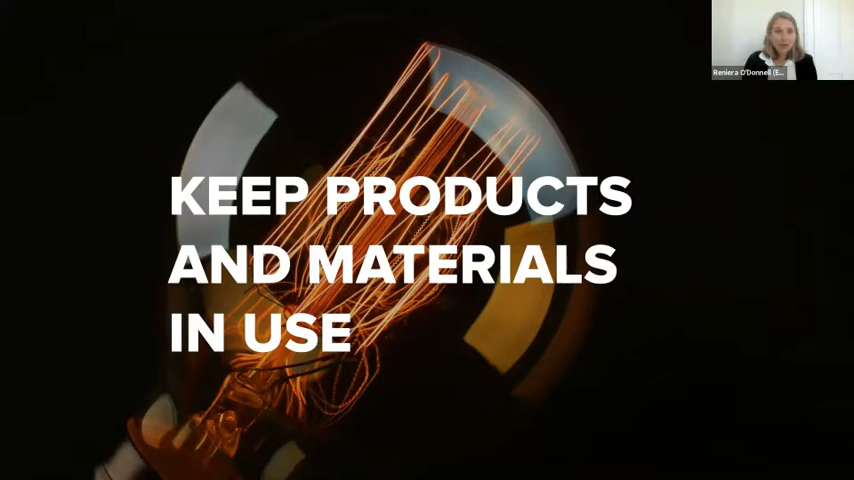 Reniera O'Donnell (E...
KEEP PRODUCTS
AND MATERIALS
IN USE